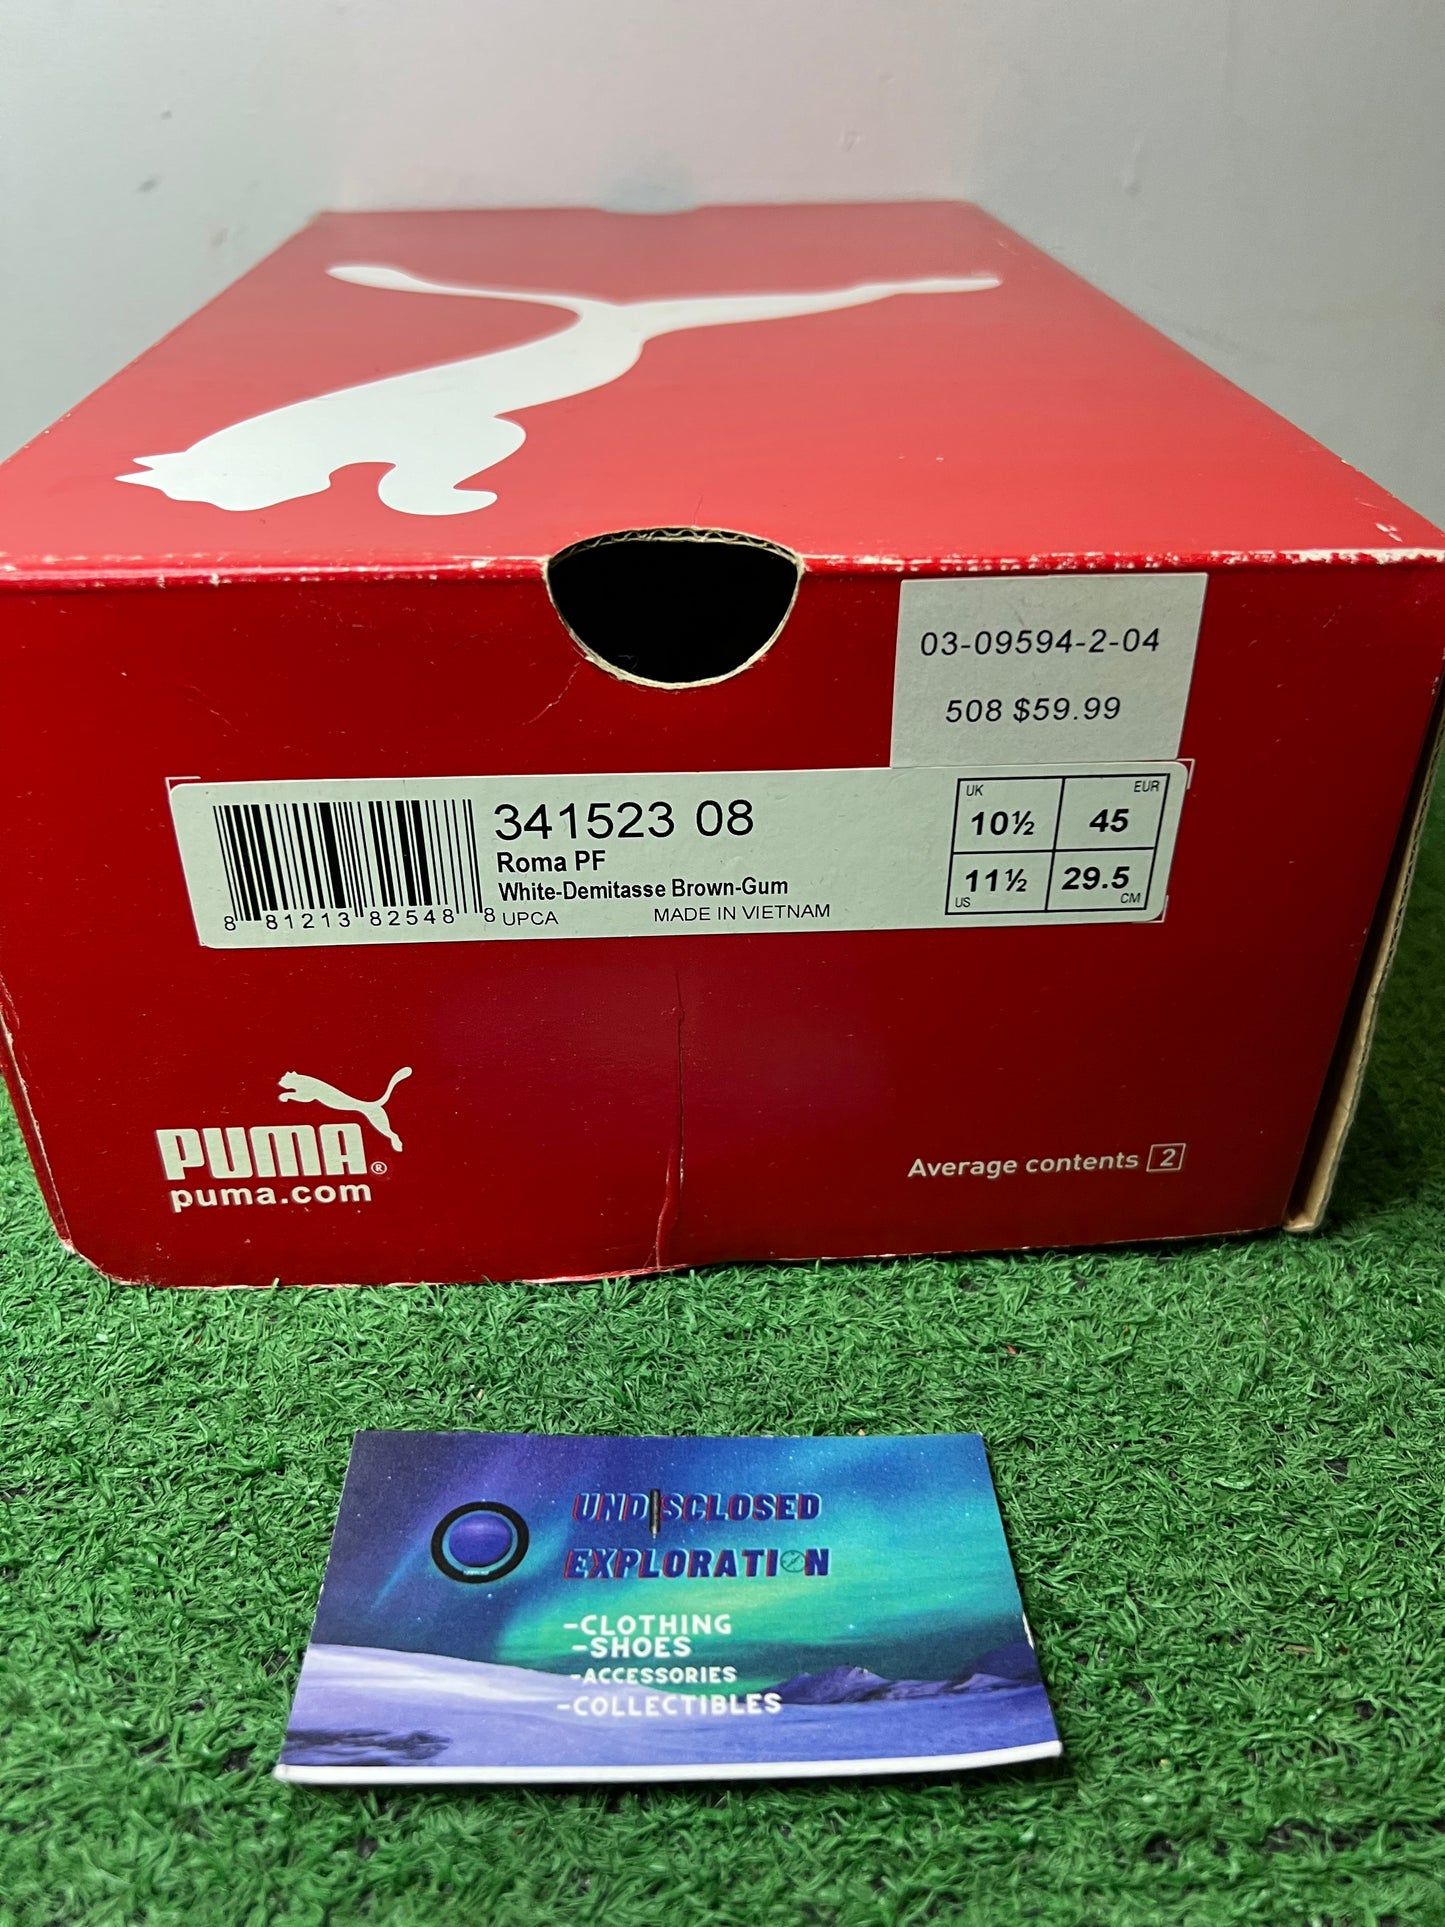 03-09594-2-04
508 $59.99
341523 08
Roma PF
White-Demitasse Brown-Gum
8 81213 82548 8 UPCA MADE IN VIETNAM
UK 10½ EUR 45
US 11½ 29.5 CM
PUMA®
puma.com
Average contents 2
UNDISCLOSED
EXPLORATION
-CLOTHING
-SHOES
-ACCESSORIES
-COLLECTIBLES